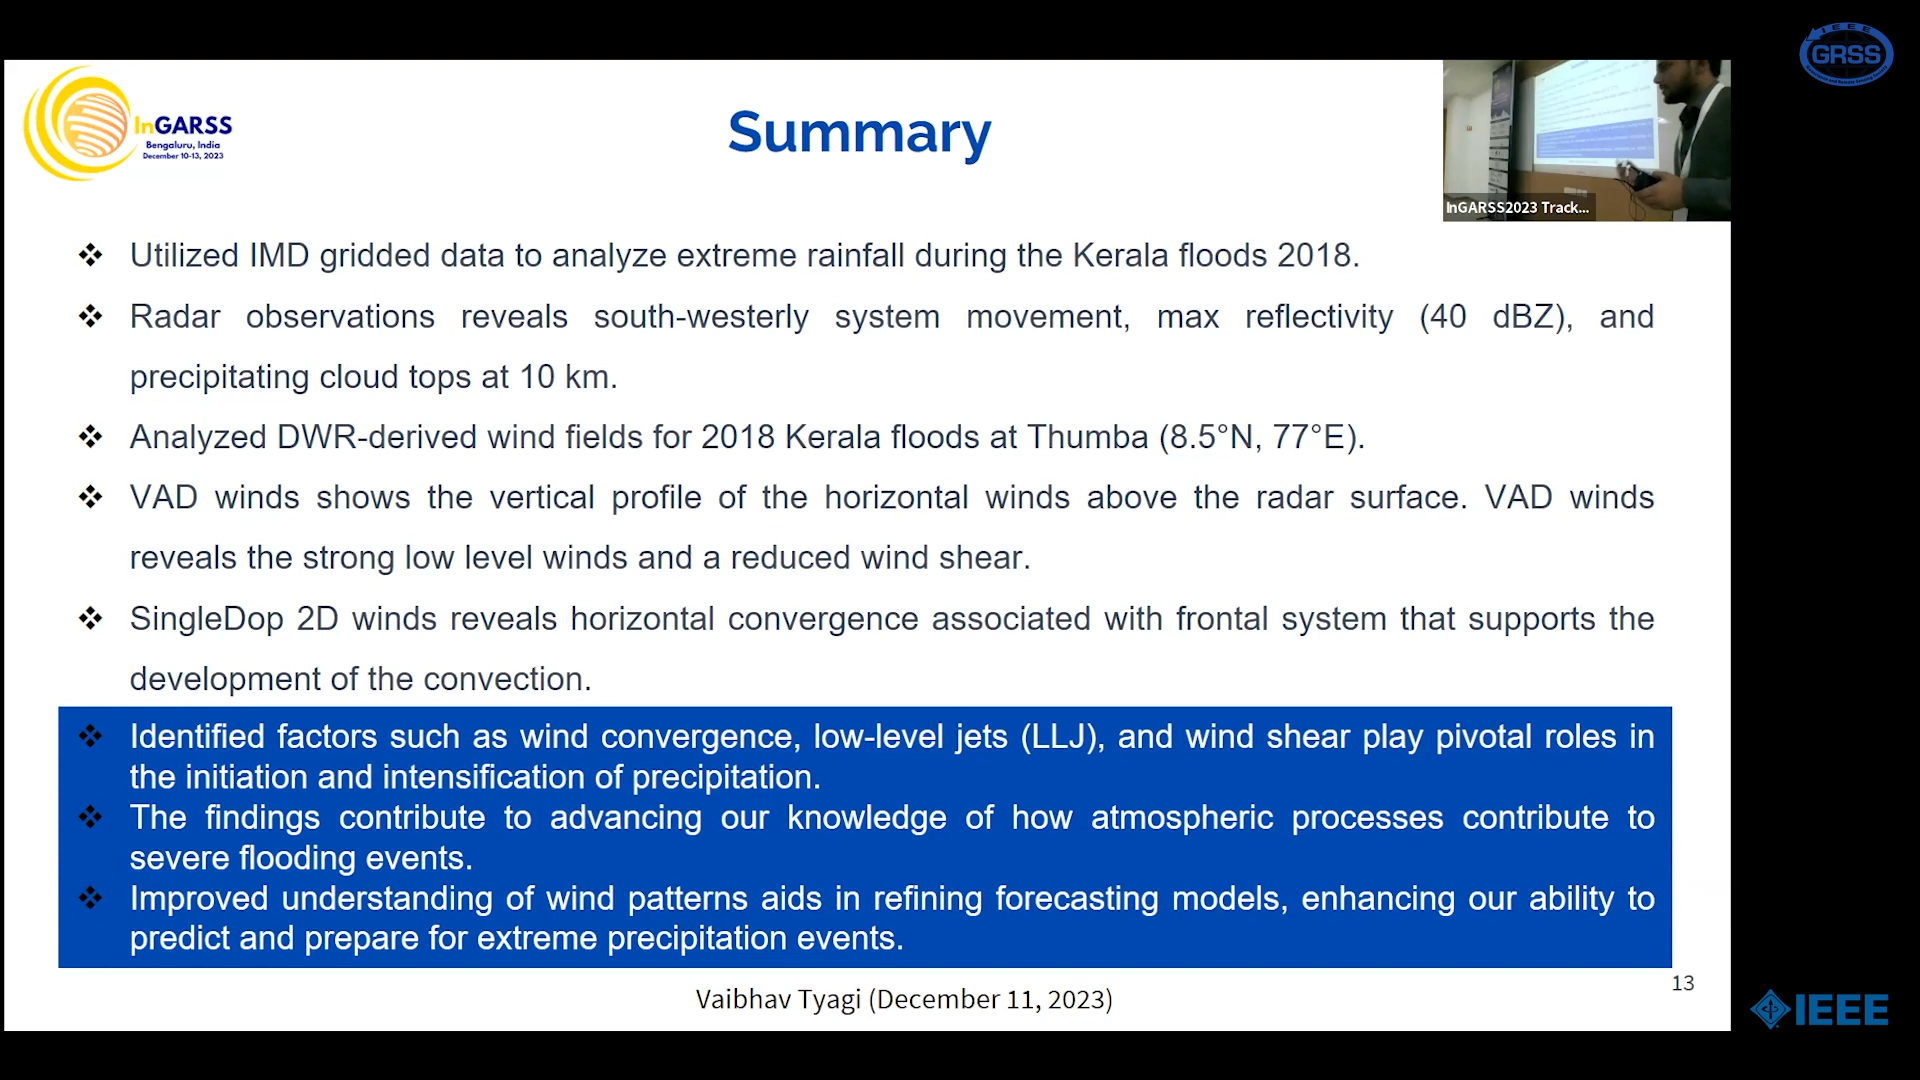 IEEE
GRSS
InGARSS
Bengaluru, India
December 10-13, 2023
Summary
InGARSS2023 Track...
❖ Utilized IMD gridded data to analyze extreme rainfall during the Kerala floods 2018.
❖ Radar observations reveals south-westerly system movement, max reflectivity (40 dBZ), and
precipitating cloud tops at 10 km.
❖ Analyzed DWR-derived wind fields for 2018 Kerala floods at Thumba (8.5°N, 77°E).
❖ VAD winds shows the vertical profile of the horizontal winds above the radar surface. VAD winds
reveals the strong low level winds and a reduced wind shear.
❖ SingleDop 2D winds reveals horizontal convergence associated with frontal system that supports the
development of the convection.
❖ Identified factors such as wind convergence, low-level jets (LLJ), and wind shear play pivotal roles in
the initiation and intensification of precipitation.
❖ The findings contribute to advancing our knowledge of how atmospheric processes contribute to
severe flooding events.
❖ Improved understanding of wind patterns aids in refining forecasting models, enhancing our ability to
predict and prepare for extreme precipitation events.
13
Vaibhav Tyagi (December 11, 2023)
IEEE